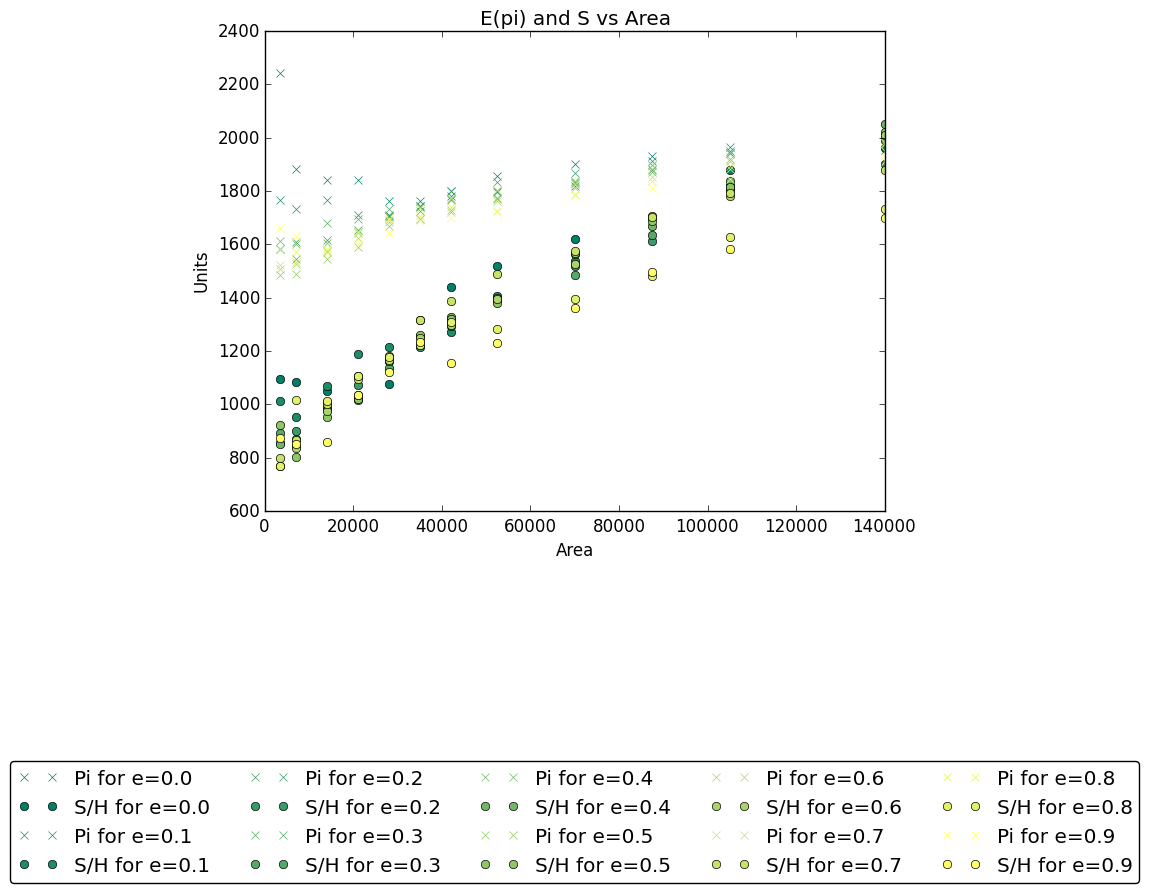 E(pi) and S vs Area
2400
2200
2000
1800
1600
1400
1200
1000
800
600
Units
0 20000 40000 60000 80000 100000 120000 140000
Area
Pi for e=0.0 Pi for e=0.2 Pi for e=0.4 Pi for e=0.6 Pi for e=0.8
S/H for e=0.0 S/H for e=0.2 S/H for e=0.4 S/H for e=0.6 S/H for e=0.8
Pi for e=0.1 Pi for e=0.3 Pi for e=0.5 Pi for e=0.7 Pi for e=0.9
S/H for e=0.1 S/H for e=0.3 S/H for e=0.5 S/H for e=0.7 S/H for e=0.9